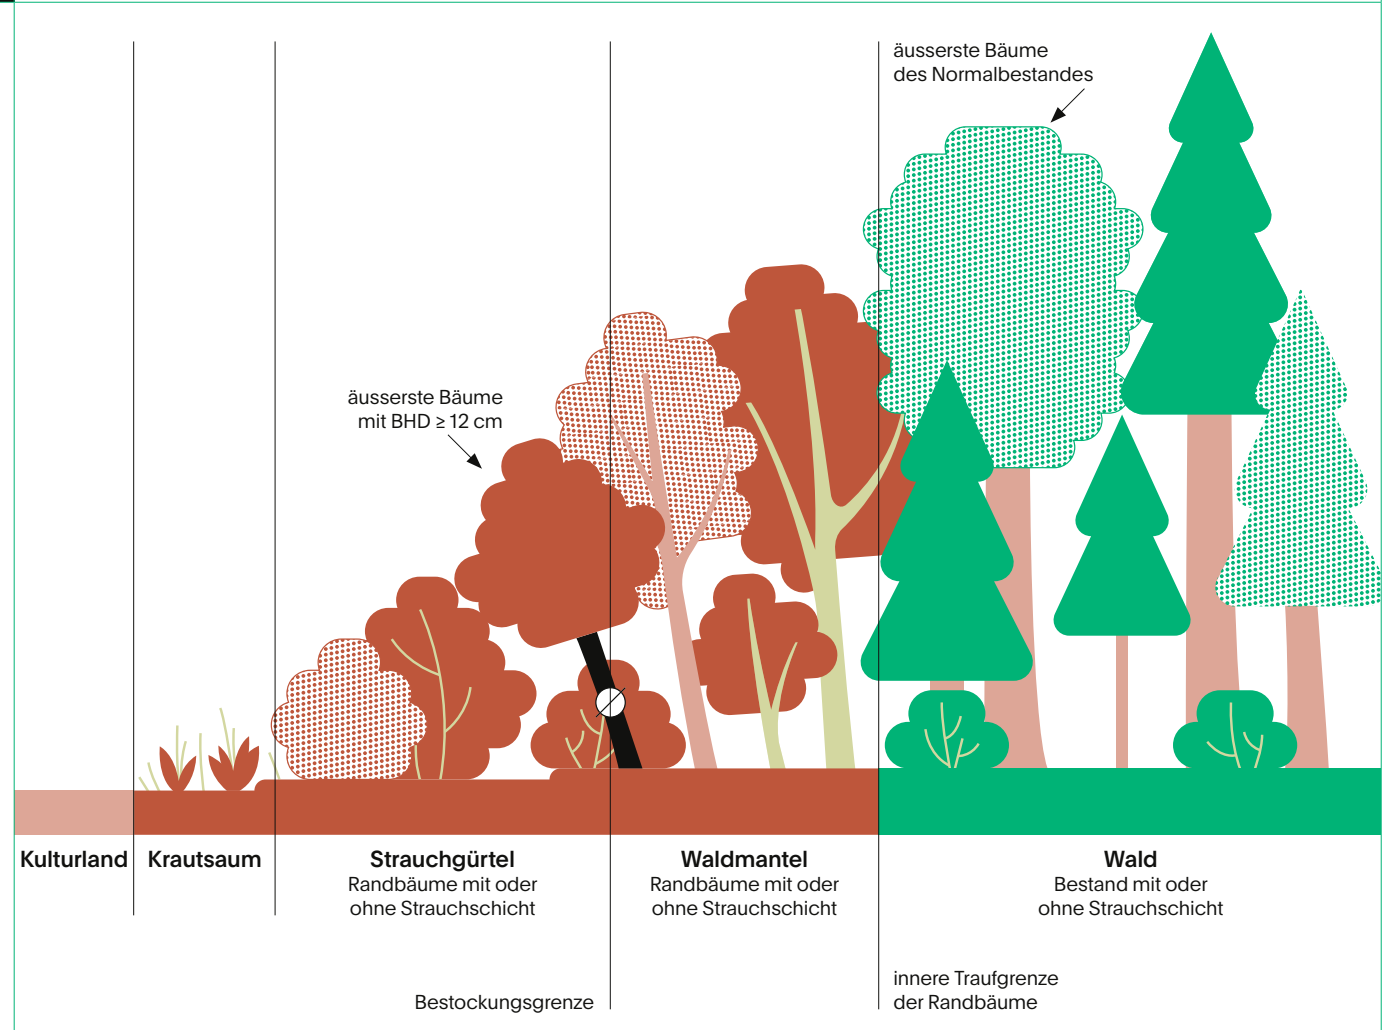 äusserste Bäume
des Normalbestandes
äusserste Bäume
mit BHD ≥ 12 cm
Kulturland
Krautsaum
Strauchgürtel
Randbäume mit oder
ohne Strauchschicht
Waldmantel
Randbäume mit oder
ohne Strauchschicht
Wald
Bestand mit oder
ohne Strauchschicht
Bestockungsgrenze
innere Traufgrenze
der Randbäume